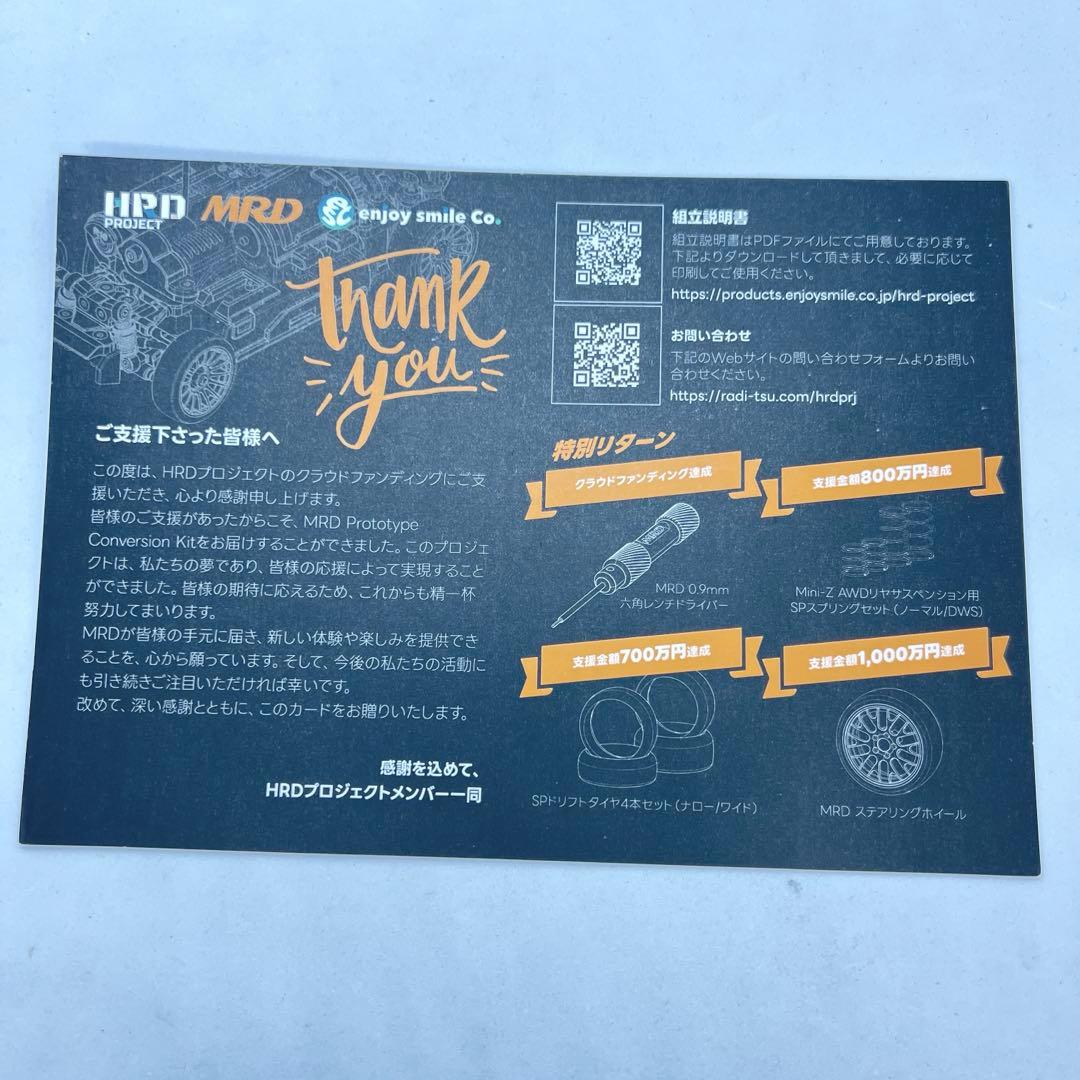 HRD
PROJECT
MRD
enjoy smile Co.
thank
you
ご支援下さった皆様へ
この度は、HRDプロジェクトのクラウドファンディングにご支
援いただき、心より感謝申し上げます。
皆様のご支援があったからこそ、MRD Prototype
Conversion Kitをお届けすることができました。このプロジェ
クトは、私たちの夢であり、皆様の応援によって実現すること
ができました。皆様の期待に応えるため、これからも精一杯
努力してまいります。
MRDが皆様の手元に届き、新しい体験や楽しみを提供でき
ることを、心から願っています。そして、今後の私たちの活動に
も引き続きご注目いただければ幸いです。
改めて、深い感謝とともに、このカードをお贈りいたします。
感謝を込めて、
HRDプロジェクトメンバー一同
組立説明書
組立説明書はPDFファイルにてご用意しております。
下記よりダウンロードして頂きまして、必要に応じて
印刷してご使用ください。
https://products.enjoysmile.co.jp/hrd-project
お問い合わせ
下記のWebサイトの問い合わせフォームよりお問い
合わせください。
https://radi-tsu.com/hrdprj
特別リターン
クラウドファンディング達成
MRD
MRD 0.9mm
六角レンチドライバー
支援金額800万円達成
Mini-Z AWDリヤサスペンション用
SPスプリングセット（ノーマル/DWS）
支援金額700万円達成
SPドリフトタイヤ4本セット（ナロー/ワイド）
支援金額1,000万円達成
MRD ステアリングホイール